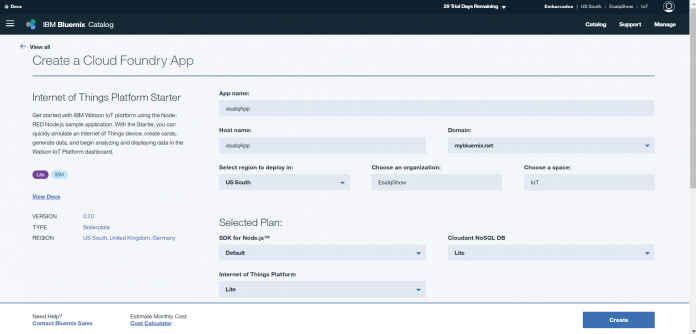 Docs
29 Trial Days Remaining
Embarcados | US South : EsalqShow : IoT
IBM Bluemix Catalog
Catalog Support Manage
View all
Create a Cloud Foundry App
Internet of Things Platform Starter
Get started with IBM Watson IoT platform using the Node-
RED Node.js sample application. With the Starter, you can
quickly simulate an Internet of Things device, create cards,
generate data, and begin analyzing and displaying data in the
Watson IoT Platform dashboard.
Lite IBM
View Docs
VERSION 0.7.0
TYPE Boilerplate
REGION US South, United Kingdom, Germany
App name:
esalqApp
Host name:
esalqApp
Domain:
mybluemix.net
Select region to deploy in:
US South
Choose an organization:
EsalqShow
Choose a space:
IoT
Selected Plan:
SDK for Node.js™
Default
Cloudant NoSQL DB
Lite
Internet of Things Platform
Lite
Need Help?
Contact Bluemix Sales
Estimate Monthly Cost
Cost Calculator
Create